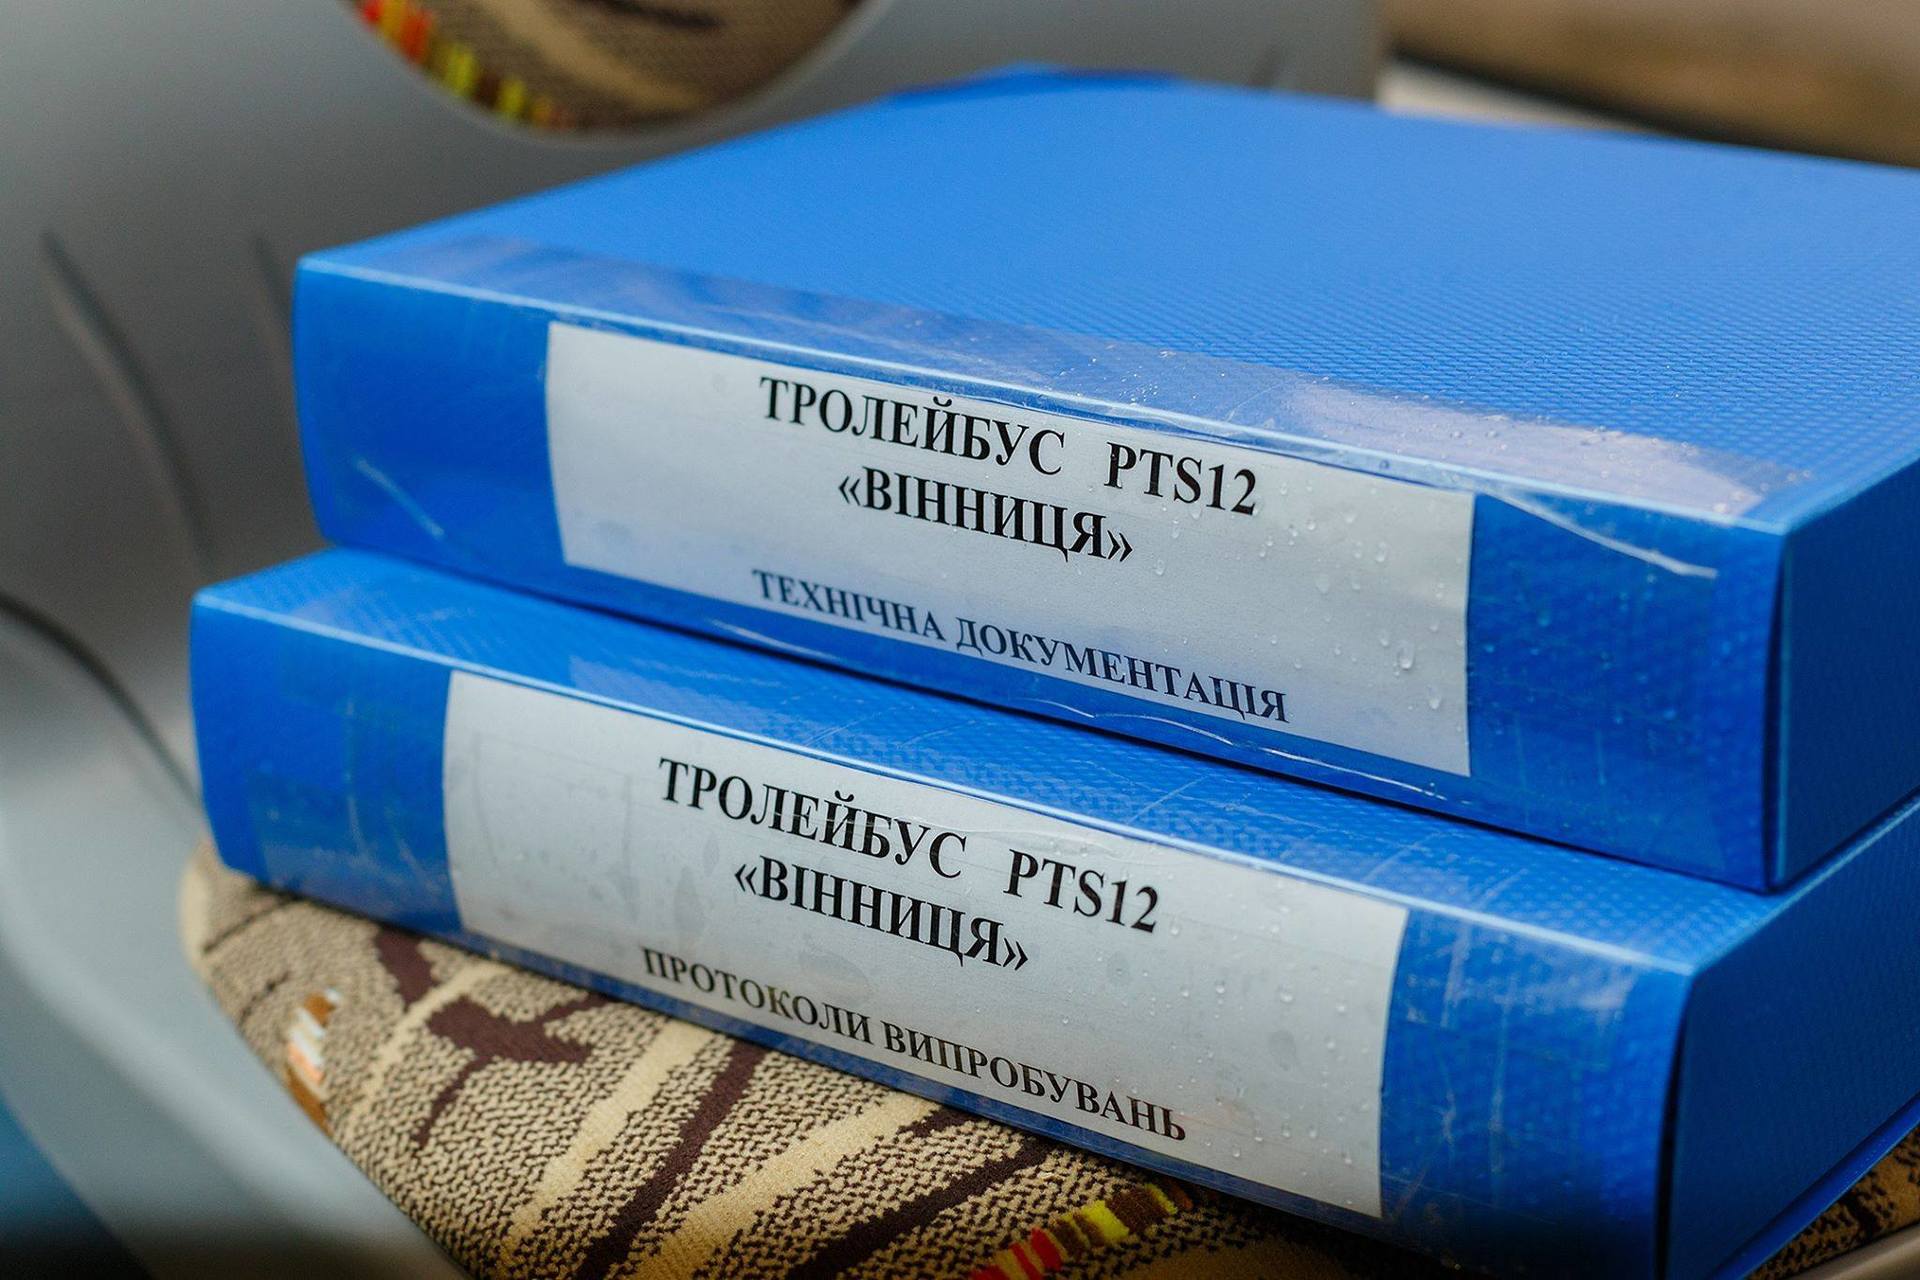 ТРОЛЕЙБУС PTS12
«ВІННИЦЯ»
ТЕХНІЧНА ДОКУМЕНТАЦІЯ
ТРОЛЕЙБУС PTS12
«ВІННИЦЯ»
ПРОТОКОЛИ ВИПРОБУВАНЬ